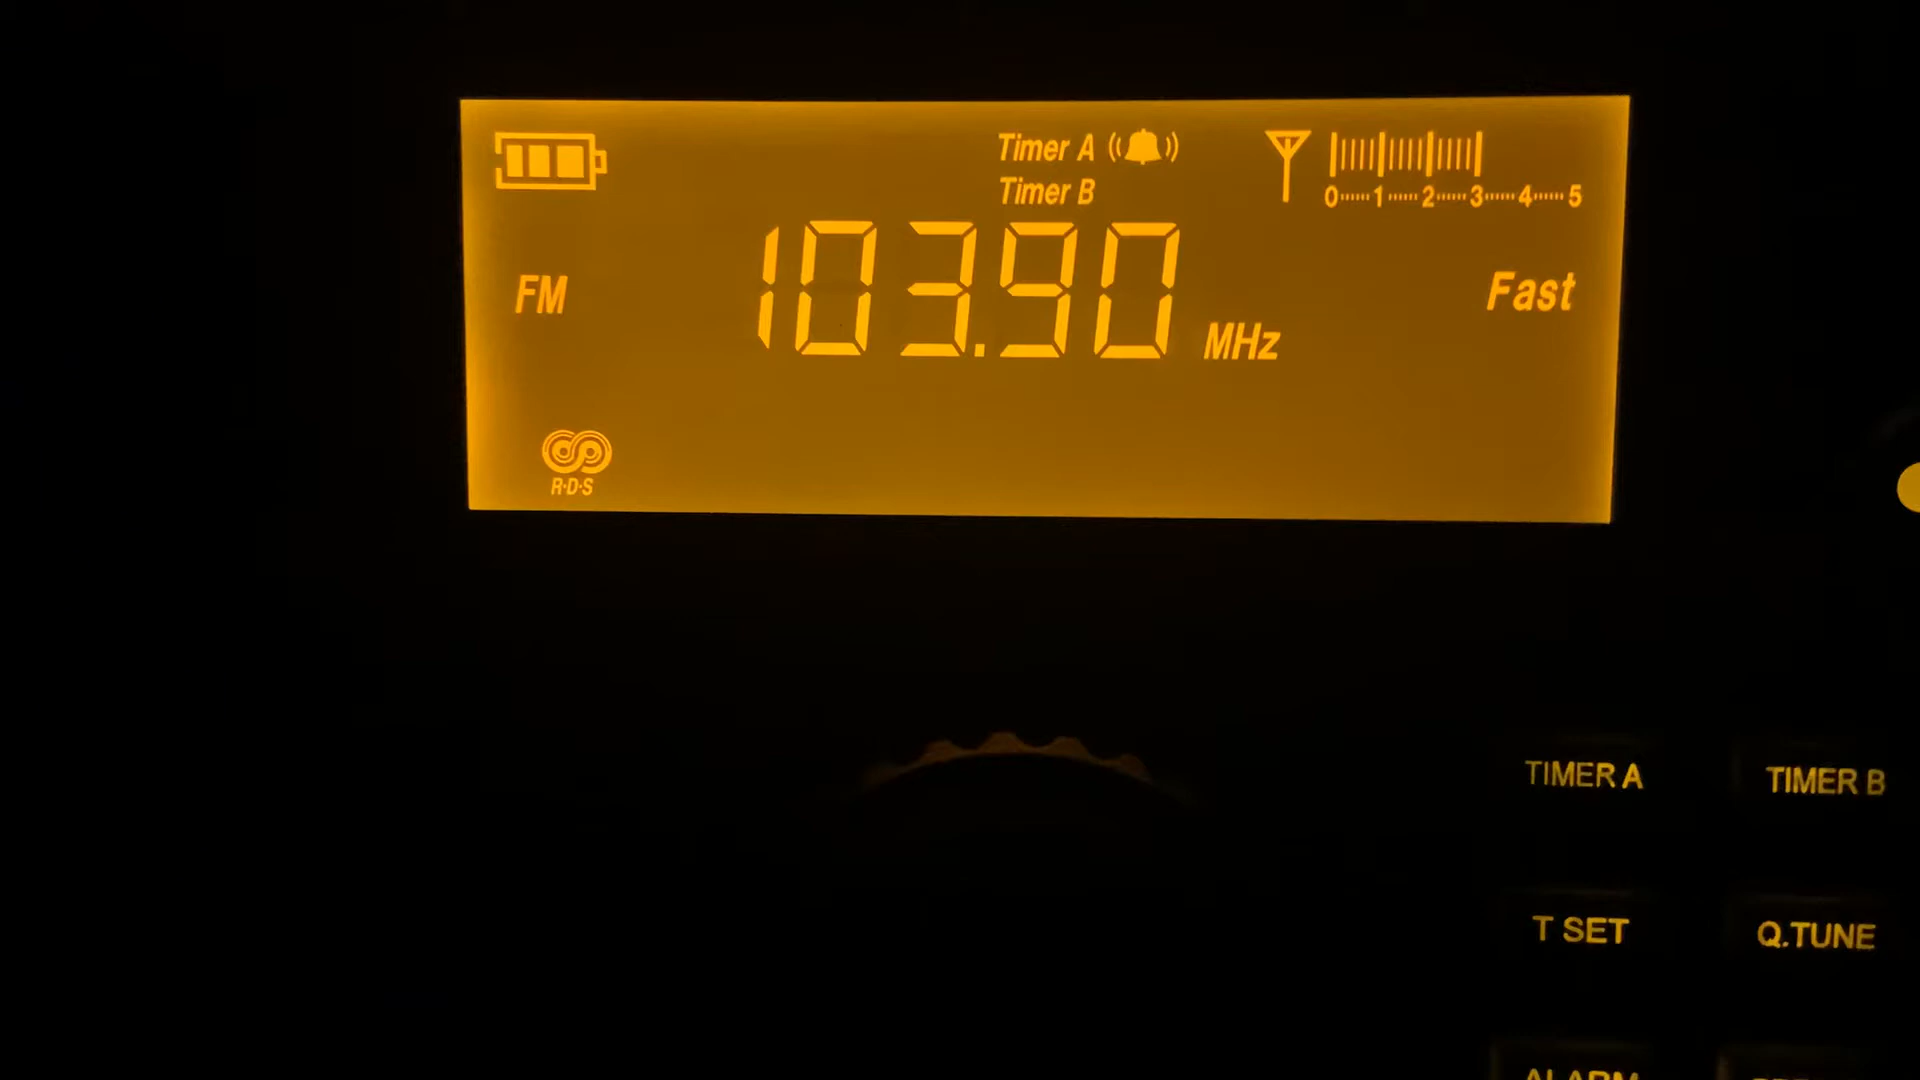 Timer A
Timer B
0 1 2 3 4 5
FM
103.90 MHz
Fast
R·D·S
TIMER A
TIMER B
T SET
Q.TUNE
ALARM